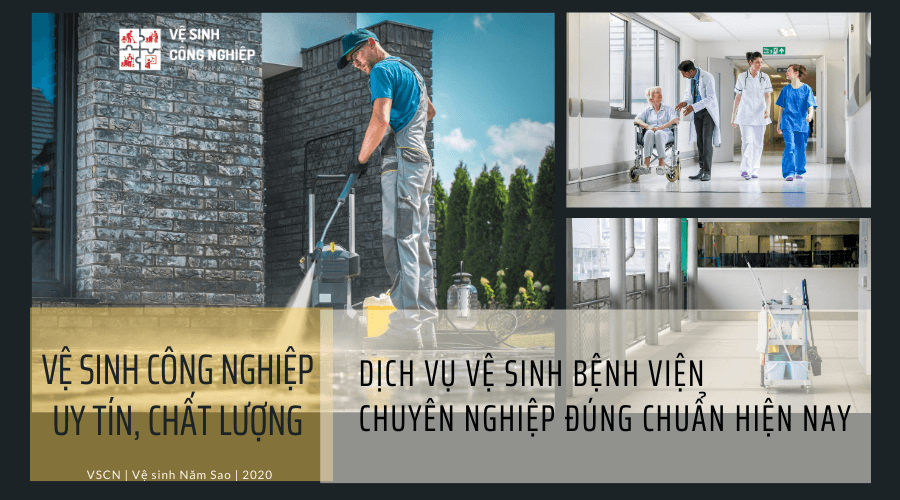 VỆ SINH
CÔNG NGHIỆP
VỆ SINH CÔNG NGHIỆP
UY TÍN, CHẤT LƯỢNG
VSCN | Vệ sinh Năm Sao | 2020
DỊCH VỤ VỆ SINH BỆNH VIỆN
CHUYÊN NGHIỆP ĐÚNG CHUẨN HIỆN NAY